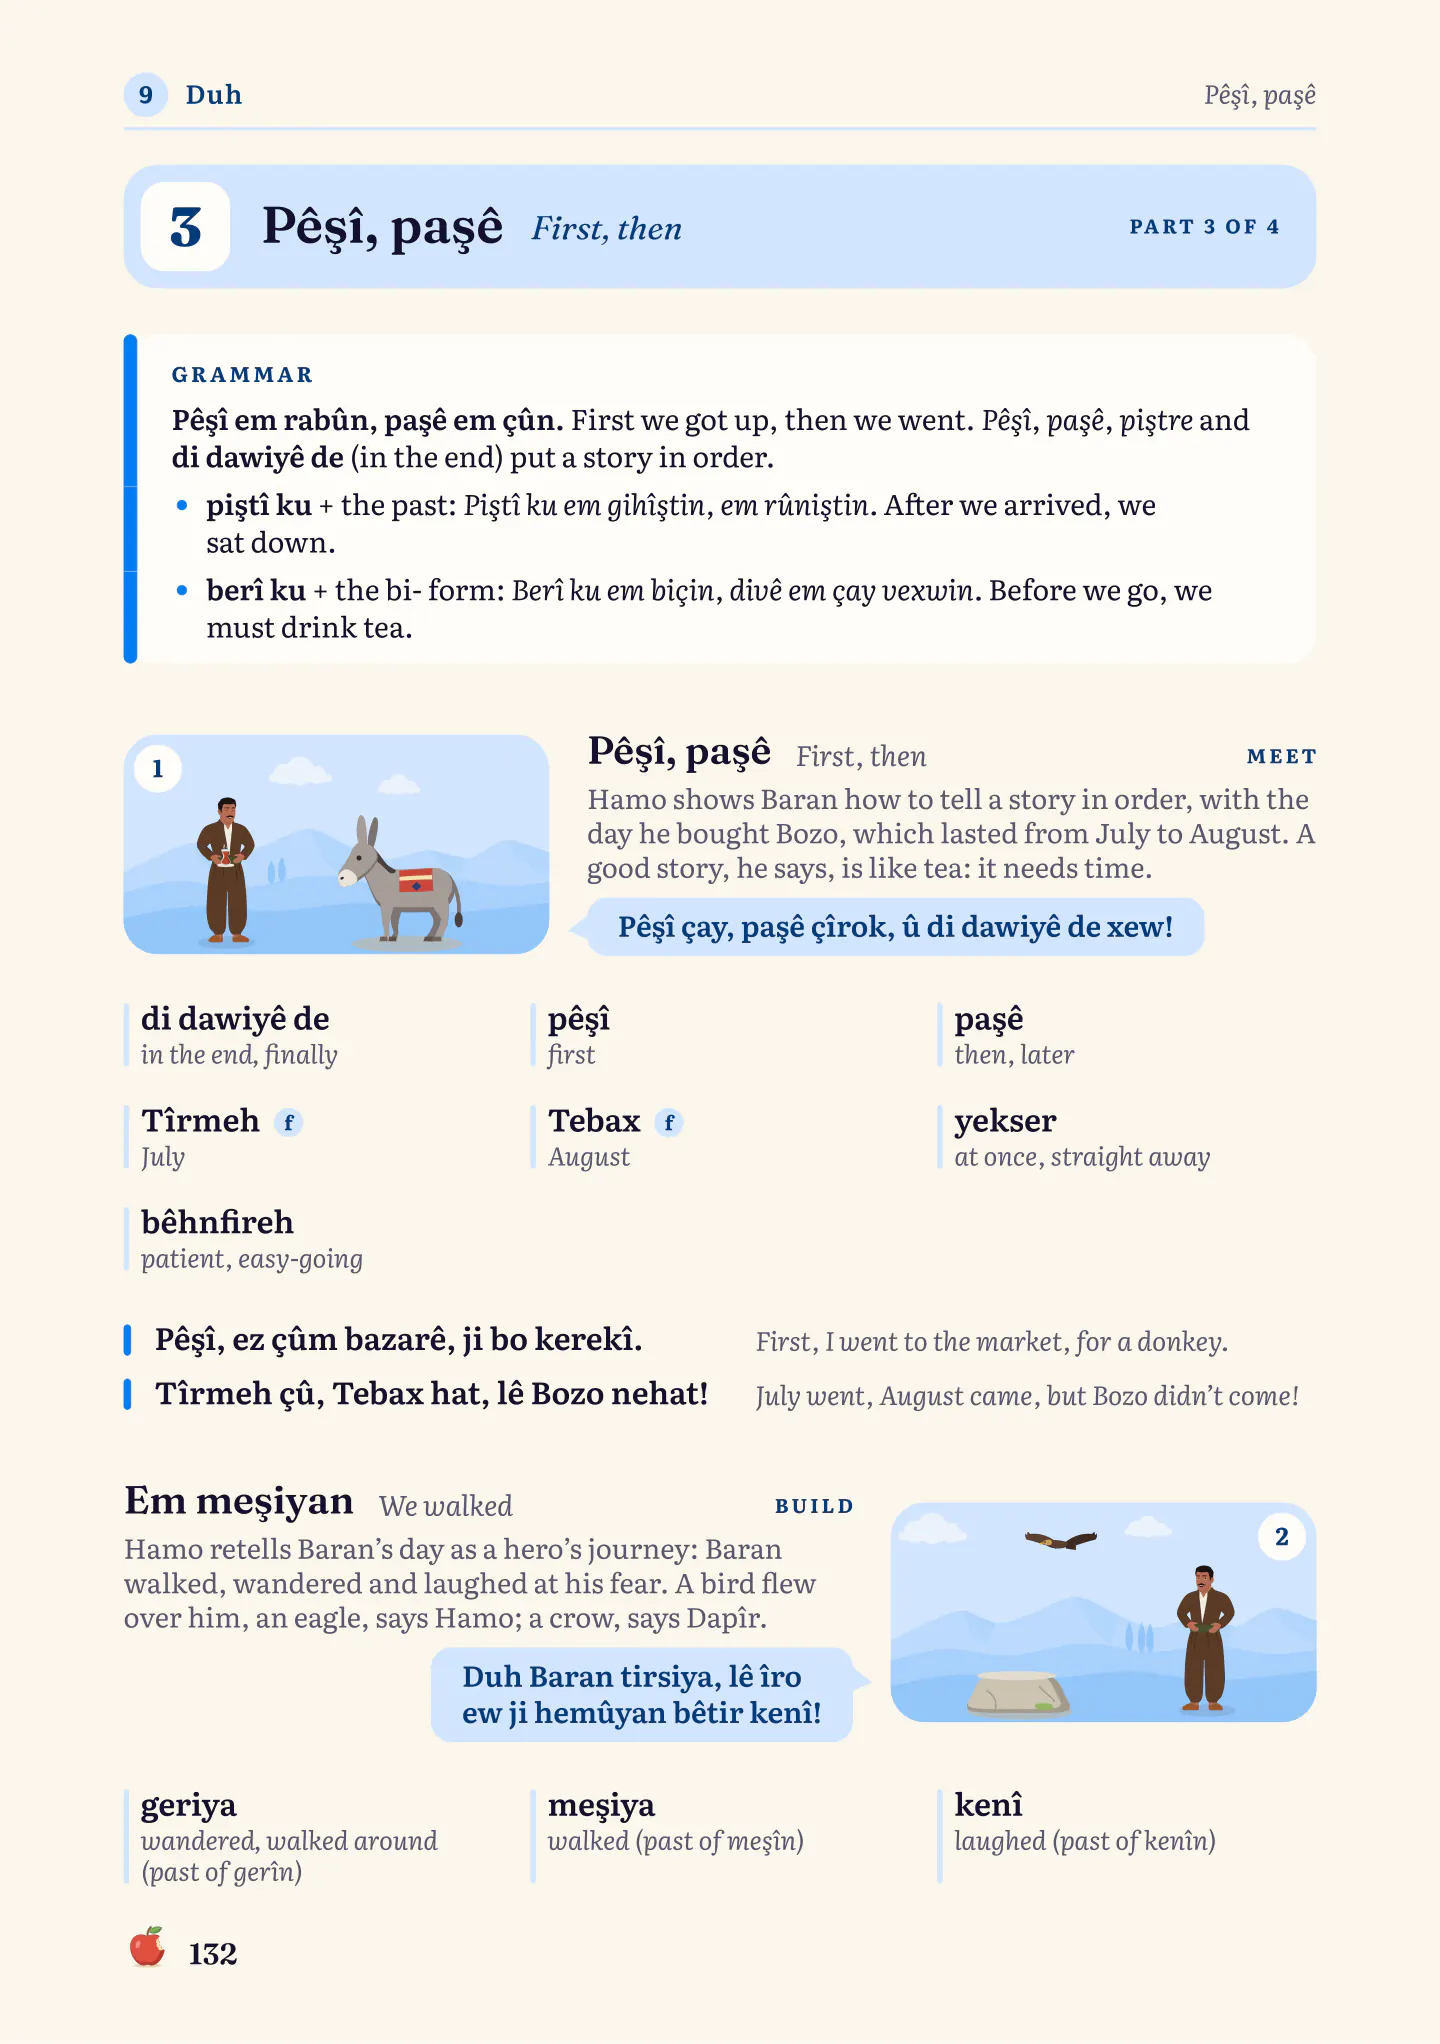 9 Duh
Pêşî, paşê
3 Pêşî, paşê First, then PART 3 OF 4
GRAMMAR
Pêşî em rabûn, paşê em çûn. First we got up, then we went. Pêşî, paşê, piştre and
di dawiyê de (in the end) put a story in order.
• piştî ku + the past: Piştî ku em gihîştin, em rûniştin. After we arrived, we
sat down.
• berî ku + the bi- form: Berî ku em biçin, divê em çay vexwin. Before we go, we
must drink tea.
1
Pêşî, paşê First, then MEET
Hamo shows Baran how to tell a story in order, with the
day he bought Bozo, which lasted from July to August. A
good story, he says, is like tea: it needs time.
Pêşî çay, paşê çîrok, û di dawiyê de xew!
di dawiyê de
in the end, finally
pêşî
first
paşê
then, later
Tîrmeh f
July
Tebax f
August
yekser
at once, straight away
bêhnfireh
patient, easy-going
Pêşî, ez çûm bazarê, ji bo kerekî. First, I went to the market, for a donkey.
Tîrmeh çû, Tebax hat, lê Bozo nehat! July went, August came, but Bozo didn’t come!
Em meşiyan We walked BUILD
Hamo retells Baran’s day as a hero’s journey: Baran
walked, wandered and laughed at his fear. A bird flew
over him, an eagle, says Hamo; a crow, says Dapîr.
Duh Baran tirsiya, lê îro
ew ji hemûyan bêtir kenî!
2
geriya
wandered, walked around
(past of gerîn)
meşiya
walked (past of meşîn)
kenî
laughed (past of kenîn)
132